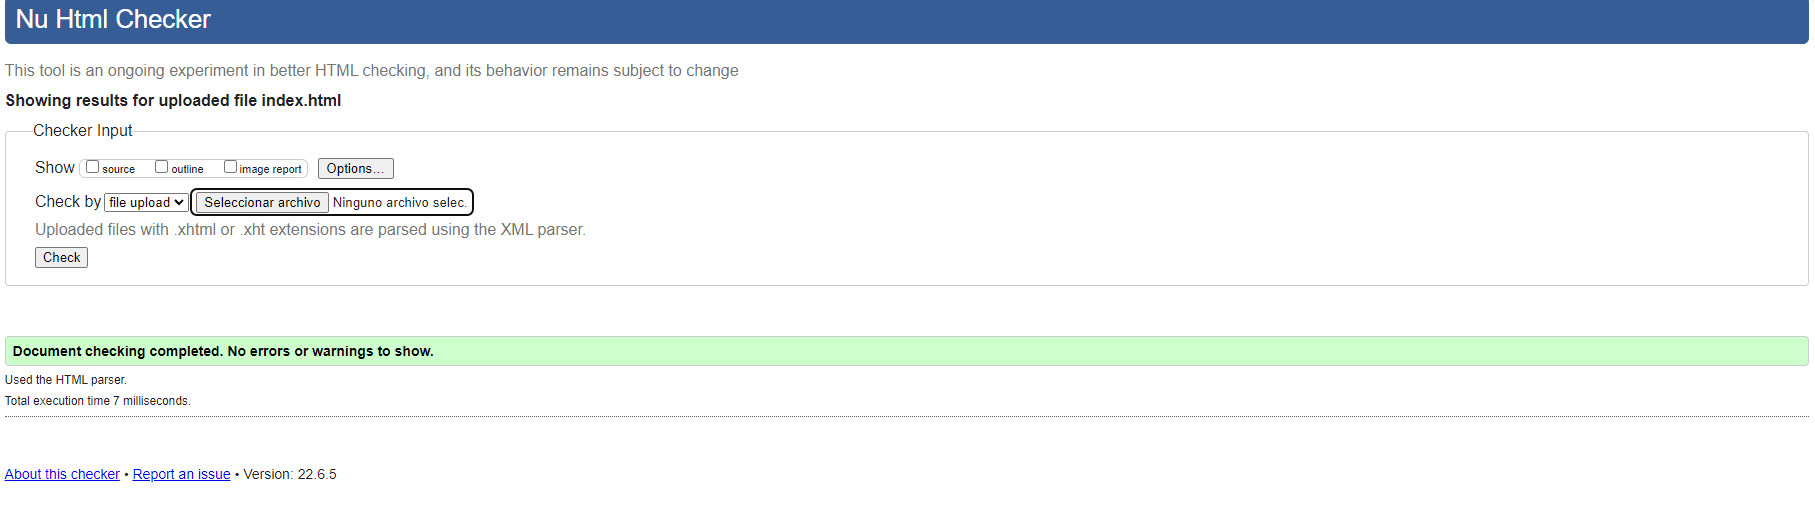 Nu Html Checker
This tool is an ongoing experiment in better HTML checking, and its behavior remains subject to change
Showing results for uploaded file index.html
Checker Input
Show source outline image report Options...
Check by file upload Seleccionar archivo Ninguno archivo selec.
Uploaded files with .xhtml or .xht extensions are parsed using the XML parser.
Check
Document checking completed. No errors or warnings to show.
Used the HTML parser.
Total execution time 7 milliseconds.
About this checker • Report an issue • Version: 22.6.5